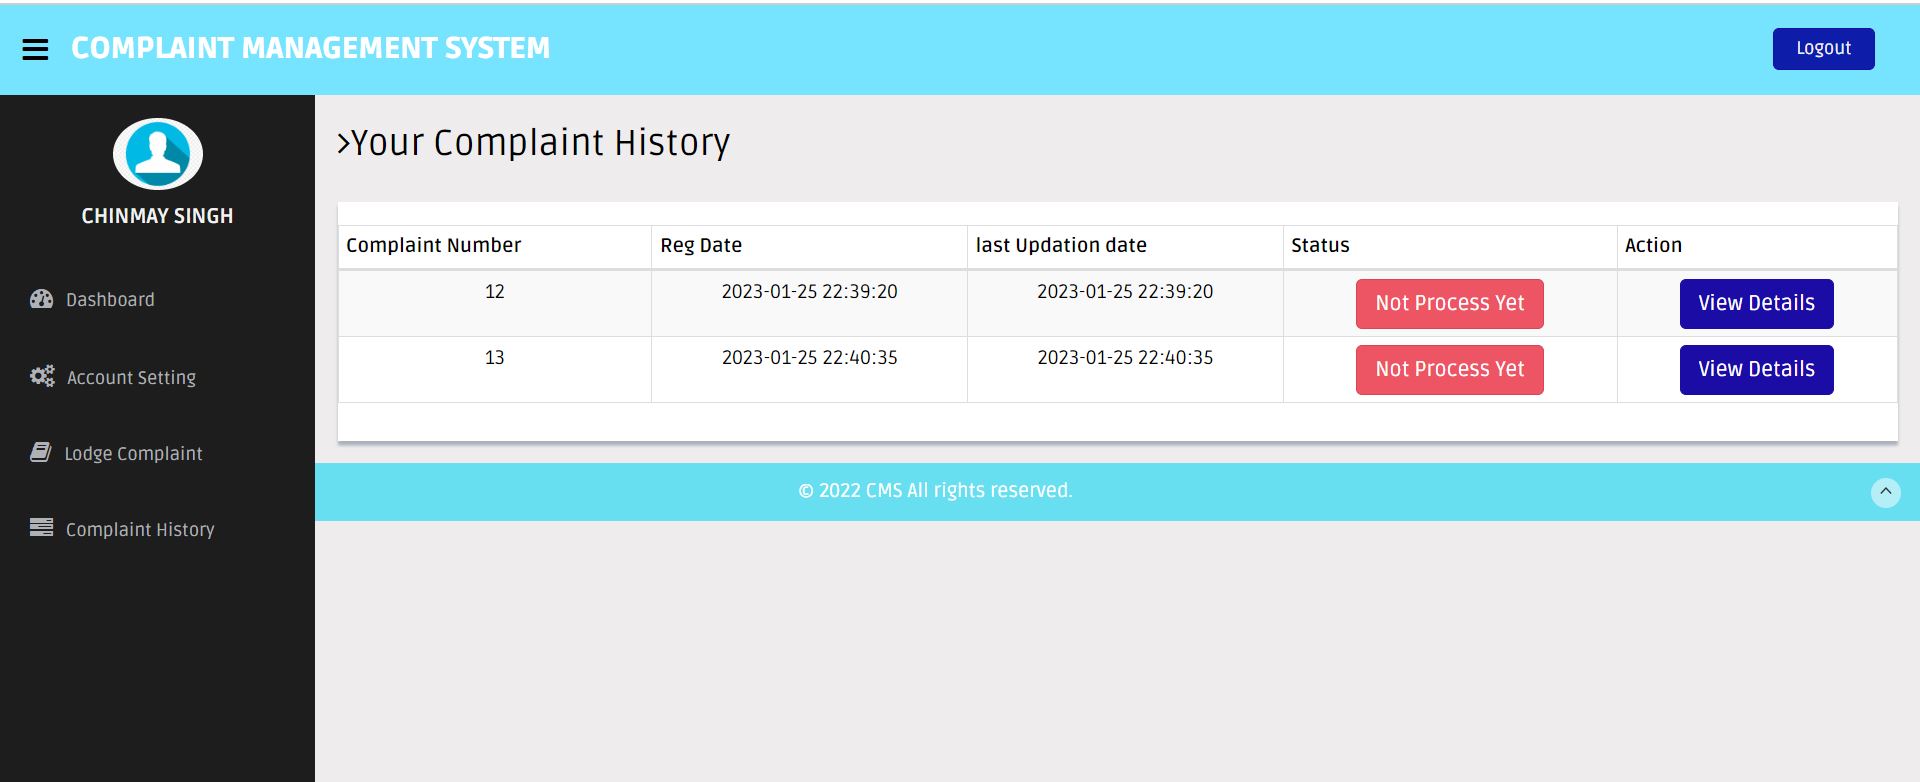 COMPLAINT MANAGEMENT SYSTEM
Logout
CHINMAY SINGH
Dashboard
Account Setting
Lodge Complaint
Complaint History
>Your Complaint History
Complaint Number Reg Date last Updation date Status Action
12 2023-01-25 22:39:20 2023-01-25 22:39:20 Not Process Yet View Details
13 2023-01-25 22:40:35 2023-01-25 22:40:35 Not Process Yet View Details
© 2022 CMS All rights reserved.